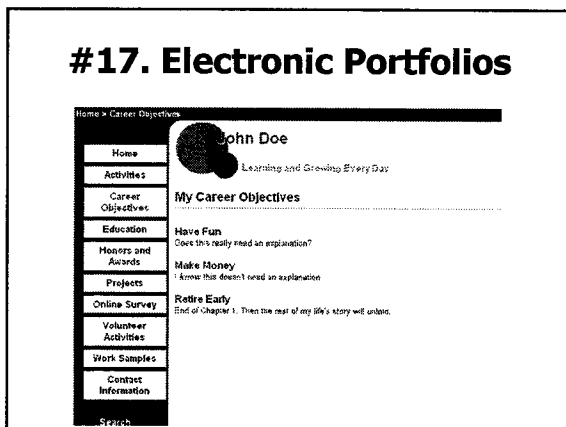 #17. Electronic Portfolios
Home > Career Objectives
John Doe
Learning and Growing Every Day
Home
Activities
Career
Objectives
Education
Honors and
Awards
Projects
Online Survey
Volunteer
Activities
Work Samples
Contact
Information
Search
My Career Objectives
Have Fun
Does this really need an explanation?
Make Money
I know this doesn't need an explanation
Retire Early
End of Chapter 1. Then the rest of my life's story will unfold.